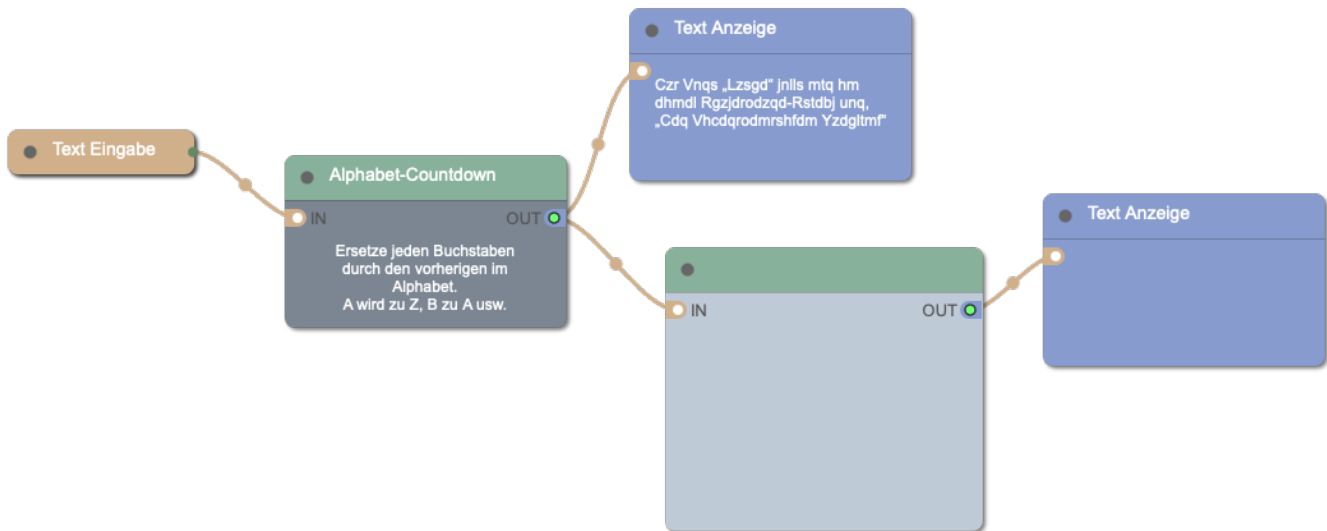 Text Anzeige
Czr Vnqs „Lzsgd“ jnlls mtq hm
dhmdl Rgzjdrodzqd-Rstdbj unq,
„Cdq Vhcdqrodmrshfdm Yzdgltmf“
Text Eingabe
Alphabet-Countdown
IN
OUT
Ersetze jeden Buchstaben
durch den vorherigen im
Alphabet.
A wird zu Z, B zu A usw.
Text Anzeige
IN
OUT